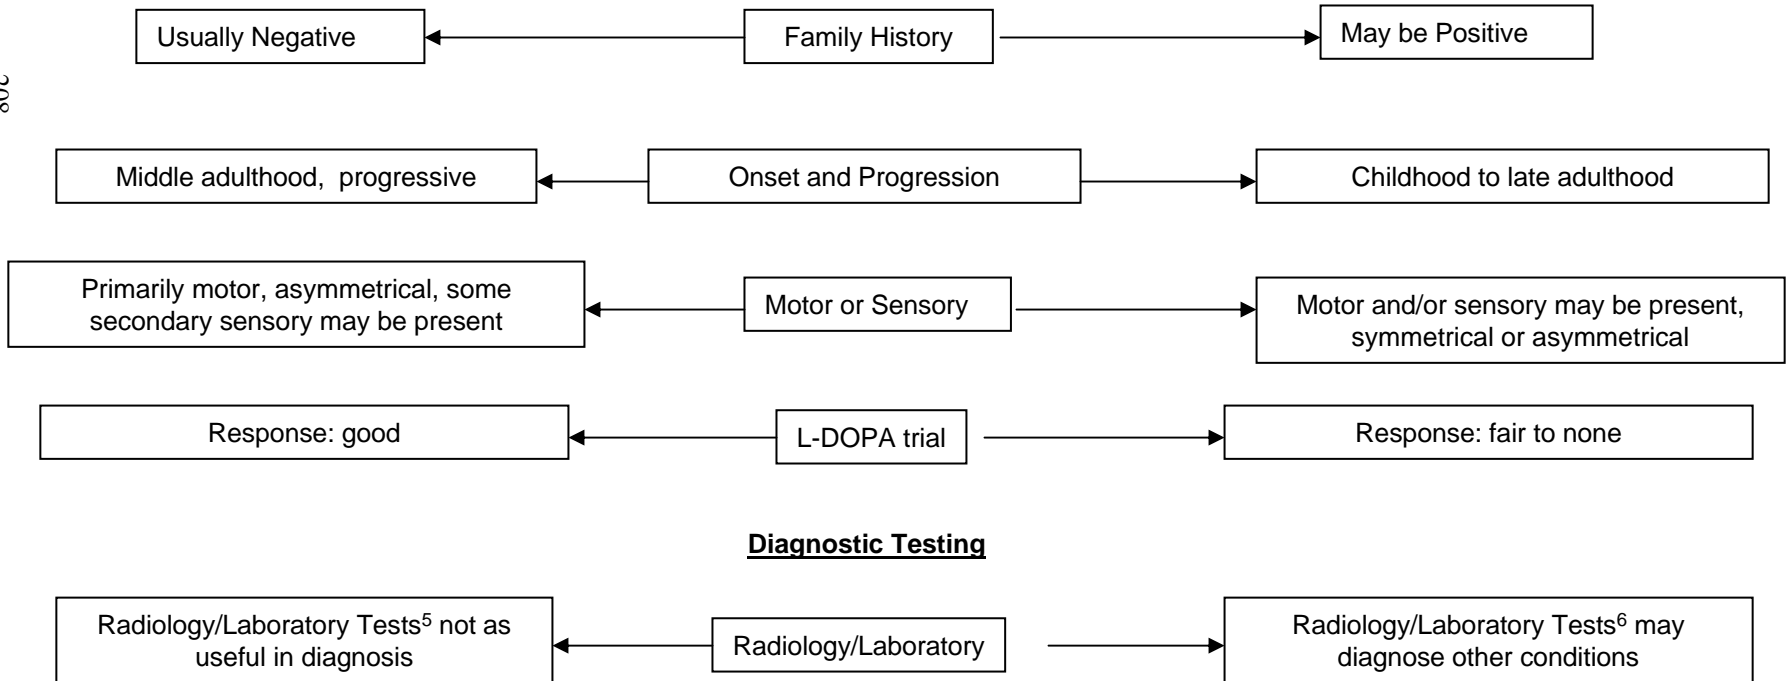 Usually Negative
Family History
May be Positive
Middle adulthood, progressive
Onset and Progression
Childhood to late adulthood
Primarily motor, asymmetrical, some
secondary sensory may be present
Motor or Sensory
Motor and/or sensory may be present,
symmetrical or asymmetrical
Response: good
L-DOPA trial
Response: fair to none
Diagnostic Testing
Radiology/Laboratory Tests⁵ not as
useful in diagnosis
Radiology/Laboratory
Radiology/Laboratory Tests⁶ may
diagnose other conditions